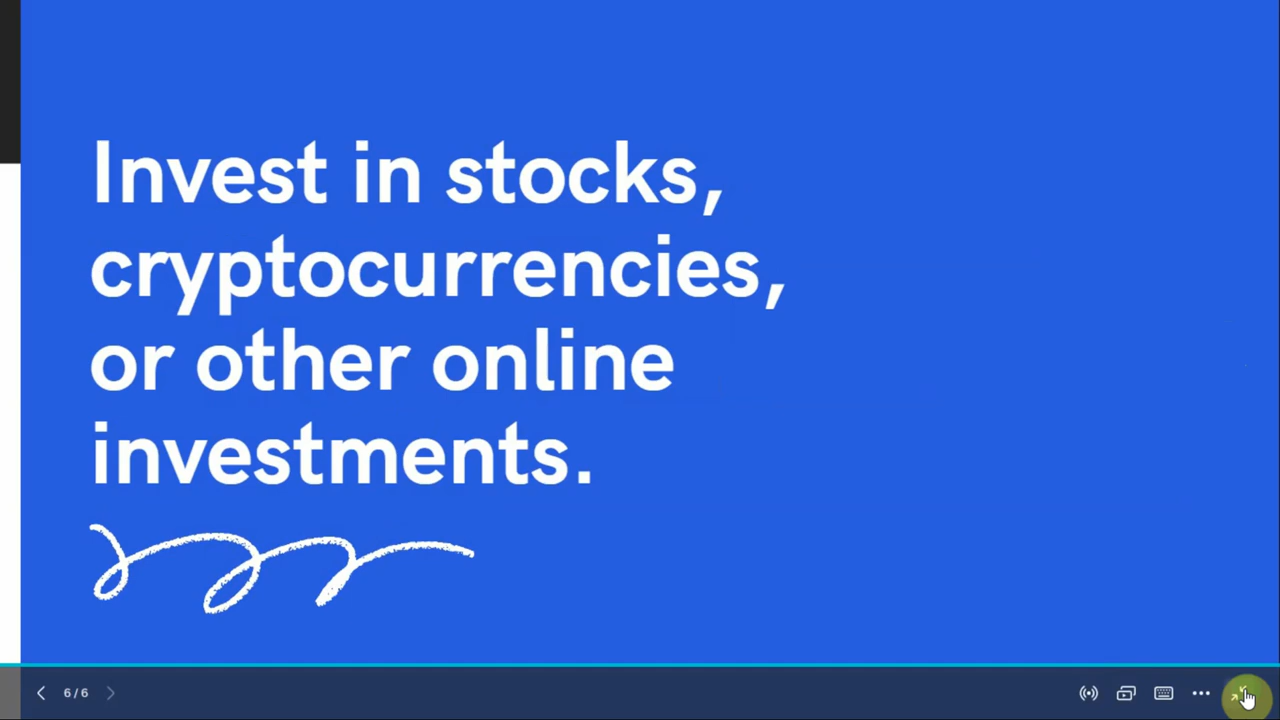 Invest in stocks,
cryptocurrencies,
or other online
investments.
6/6